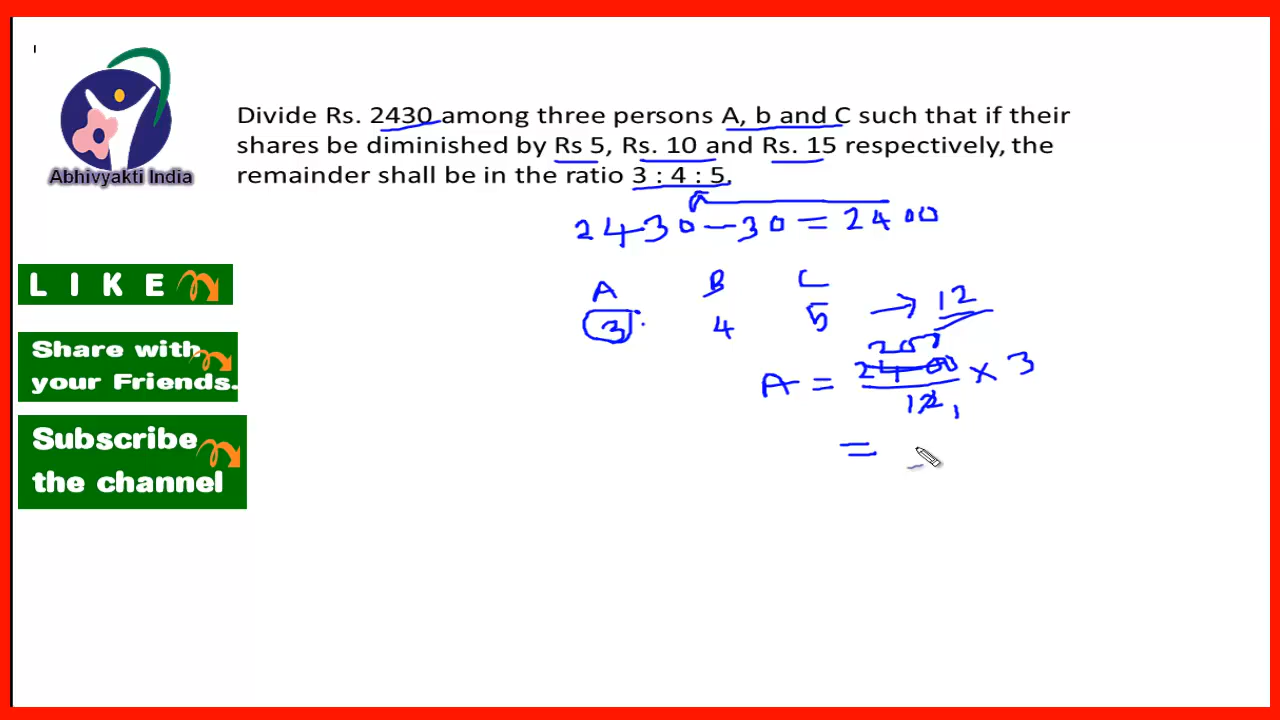 Abhivyakti India
Divide Rs. 2430 among three persons A, b and C such that if their
shares be diminished by Rs 5, Rs. 10 and Rs. 15 respectively, the
remainder shall be in the ratio 3 : 4 : 5.
2430 - 30 = 2400
A B C
3 4 5 → 12
200
A = 2400/12 1 × 3
=
LIKE
Share with
your Friends.
Subscribe
the channel